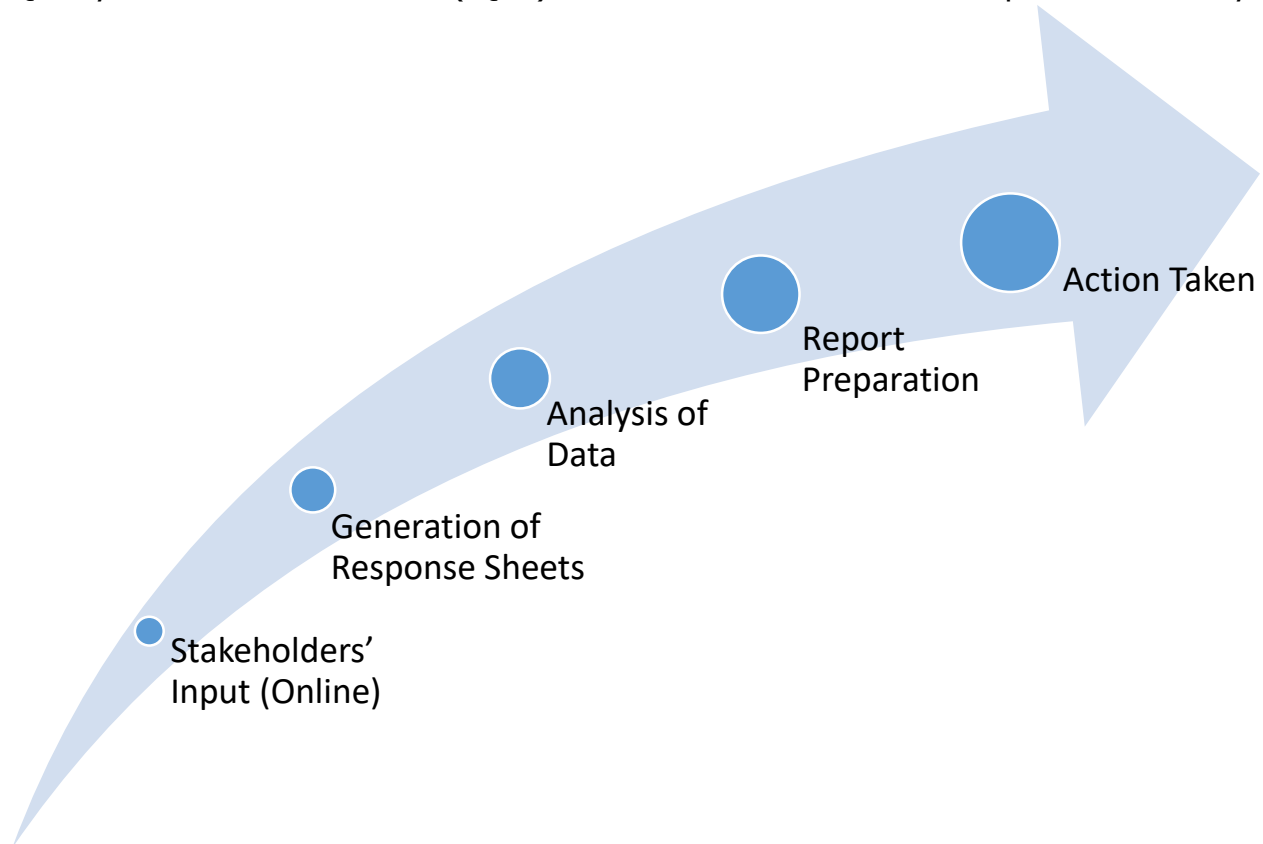 Stakeholders’
Input (Online)
Generation of
Response Sheets
Analysis of
Data
Report
Preparation
Action Taken